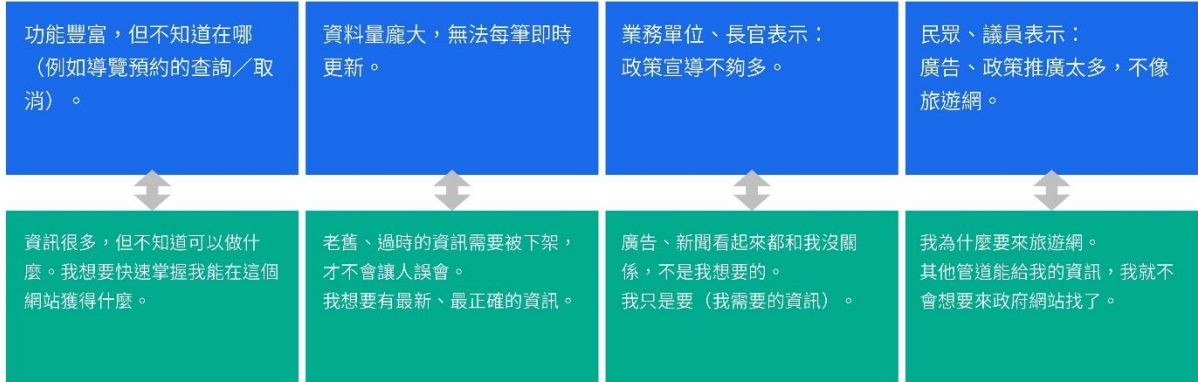 功能豐富，但不知道在哪
（例如導覽預約的查詢／取
消）。
資料量龐大，無法每筆即時
更新。
業務單位、長官表示：
政策宣導不夠多。
民眾、議員表示：
廣告、政策推廣太多，不像
旅遊網。
資訊很多，但不知道可以做什
麼。我想要快速掌握我能在這個
網站獲得什麼。
老舊、過時的資訊需要被下架，
才不會讓人誤會。
我想要有最新、最正確的資訊。
廣告、新聞看起來都和我沒關
係，不是我想要的。
我只是要（我需要的資訊）。
我為什麼要來旅遊網。
其他管道能給我的資訊，我就不
會想要來政府網站找了。